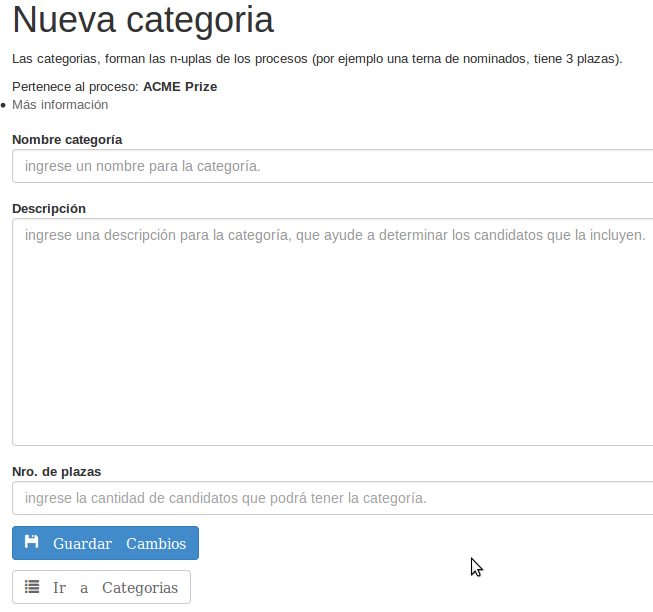 Nueva categoria
Las categorias, forman las n-uplas de los procesos (por ejemplo una terna de nominados, tiene 3 plazas).
Pertenece al proceso: ACME Prize
Más información
Nombre categoría
ingrese un nombre para la categoría.
Descripción
ingrese una descripción para la categoría, que ayude a determinar los candidatos que la incluyen.
Nro. de plazas
ingrese la cantidad de candidatos que podrá tener la categoría.
Guardar Cambios
Ir a Categorias